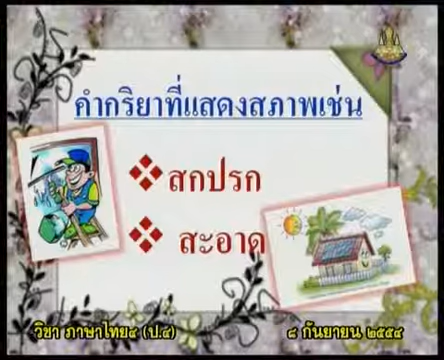 คำกริยาที่แสดงสภาพเช่น
❖สกปรก
❖ สะอาด
วิชา ภาษาไทย๔ (ป.๔)
๘ กันยายน ๒๕๕๔